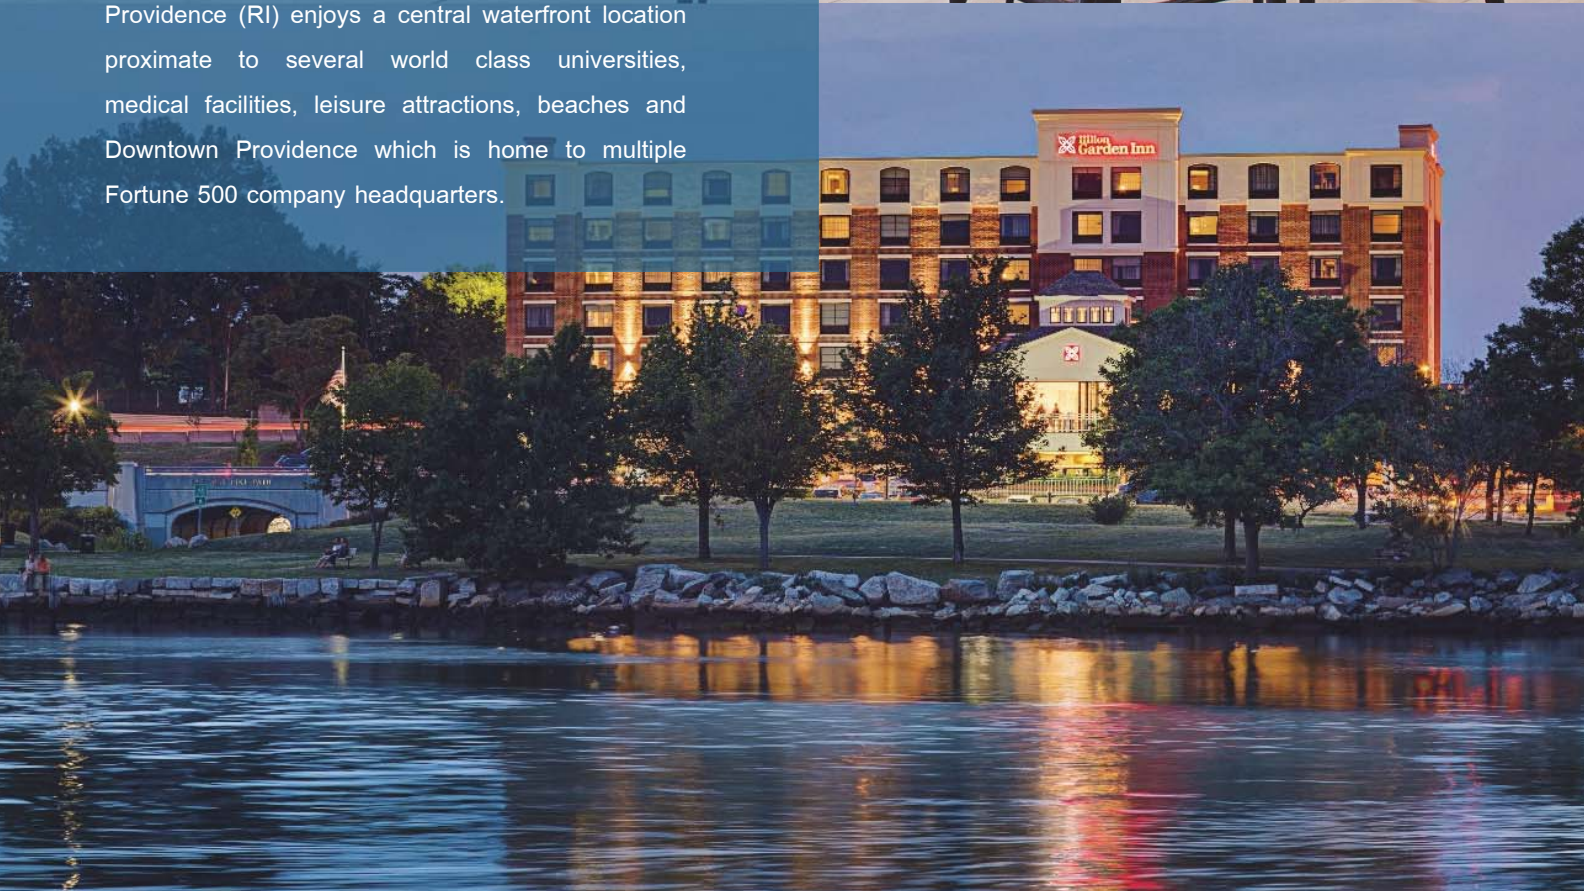 Providence (RI) enjoys a central waterfront location
proximate to several world class universities,
medical facilities, leisure attractions, beaches and
Downtown Providence which is home to multiple
Fortune 500 company headquarters.
Hilton
Garden Inn